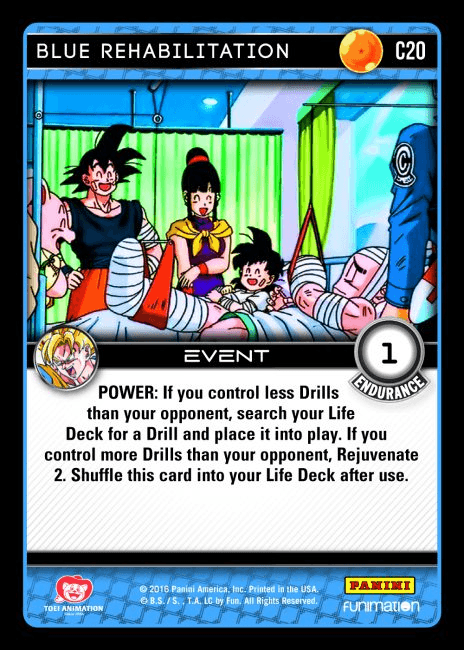 BLUE REHABILITATION
C20
EVENT
1
ENDURANCE
POWER: If you control less Drills
than your opponent, search your Life
Deck for a Drill and place it into play. If you
control more Drills than your opponent, Rejuvenate
2. Shuffle this card into your Life Deck after use.
TOEI ANIMATION
© 2016 Panini America, Inc. Printed in the USA.
© B.S. / S. , T.A. LC by Fun. All Rights Reserved.
PANINI
FUNIMATION